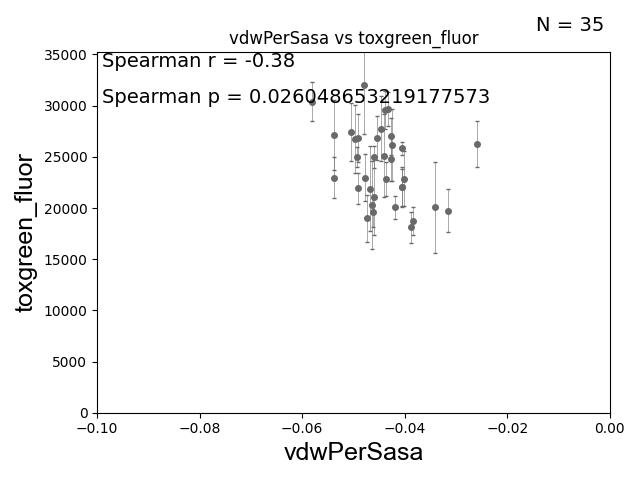 N = 35
vdwPerSasa vs toxgreen_fluor
Spearman r = -0.38
Spearman p = 0.026048653219177573
35000
30000
25000
20000
15000
10000
5000
0
toxgreen_fluor
-0.10 -0.08 -0.06 -0.04 -0.02 0.00
vdwPerSasa